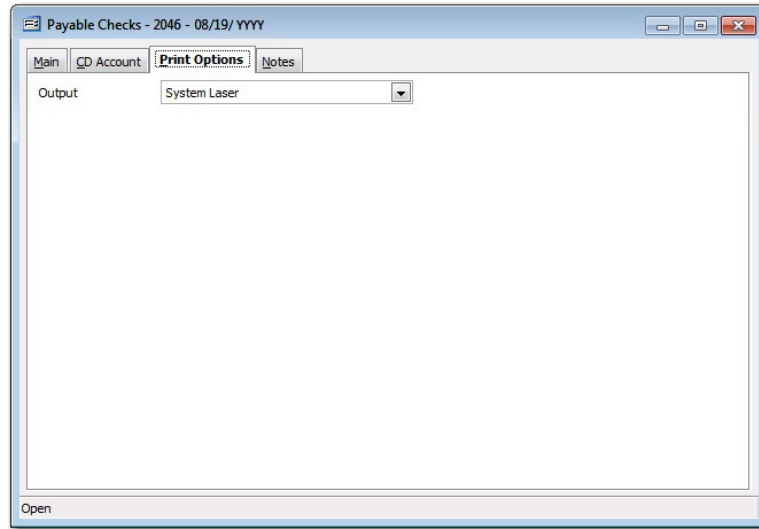 Payable Checks - 2046 - 08/19/ YYYY
Main CD Account Print Options Notes
Output System Laser
Open